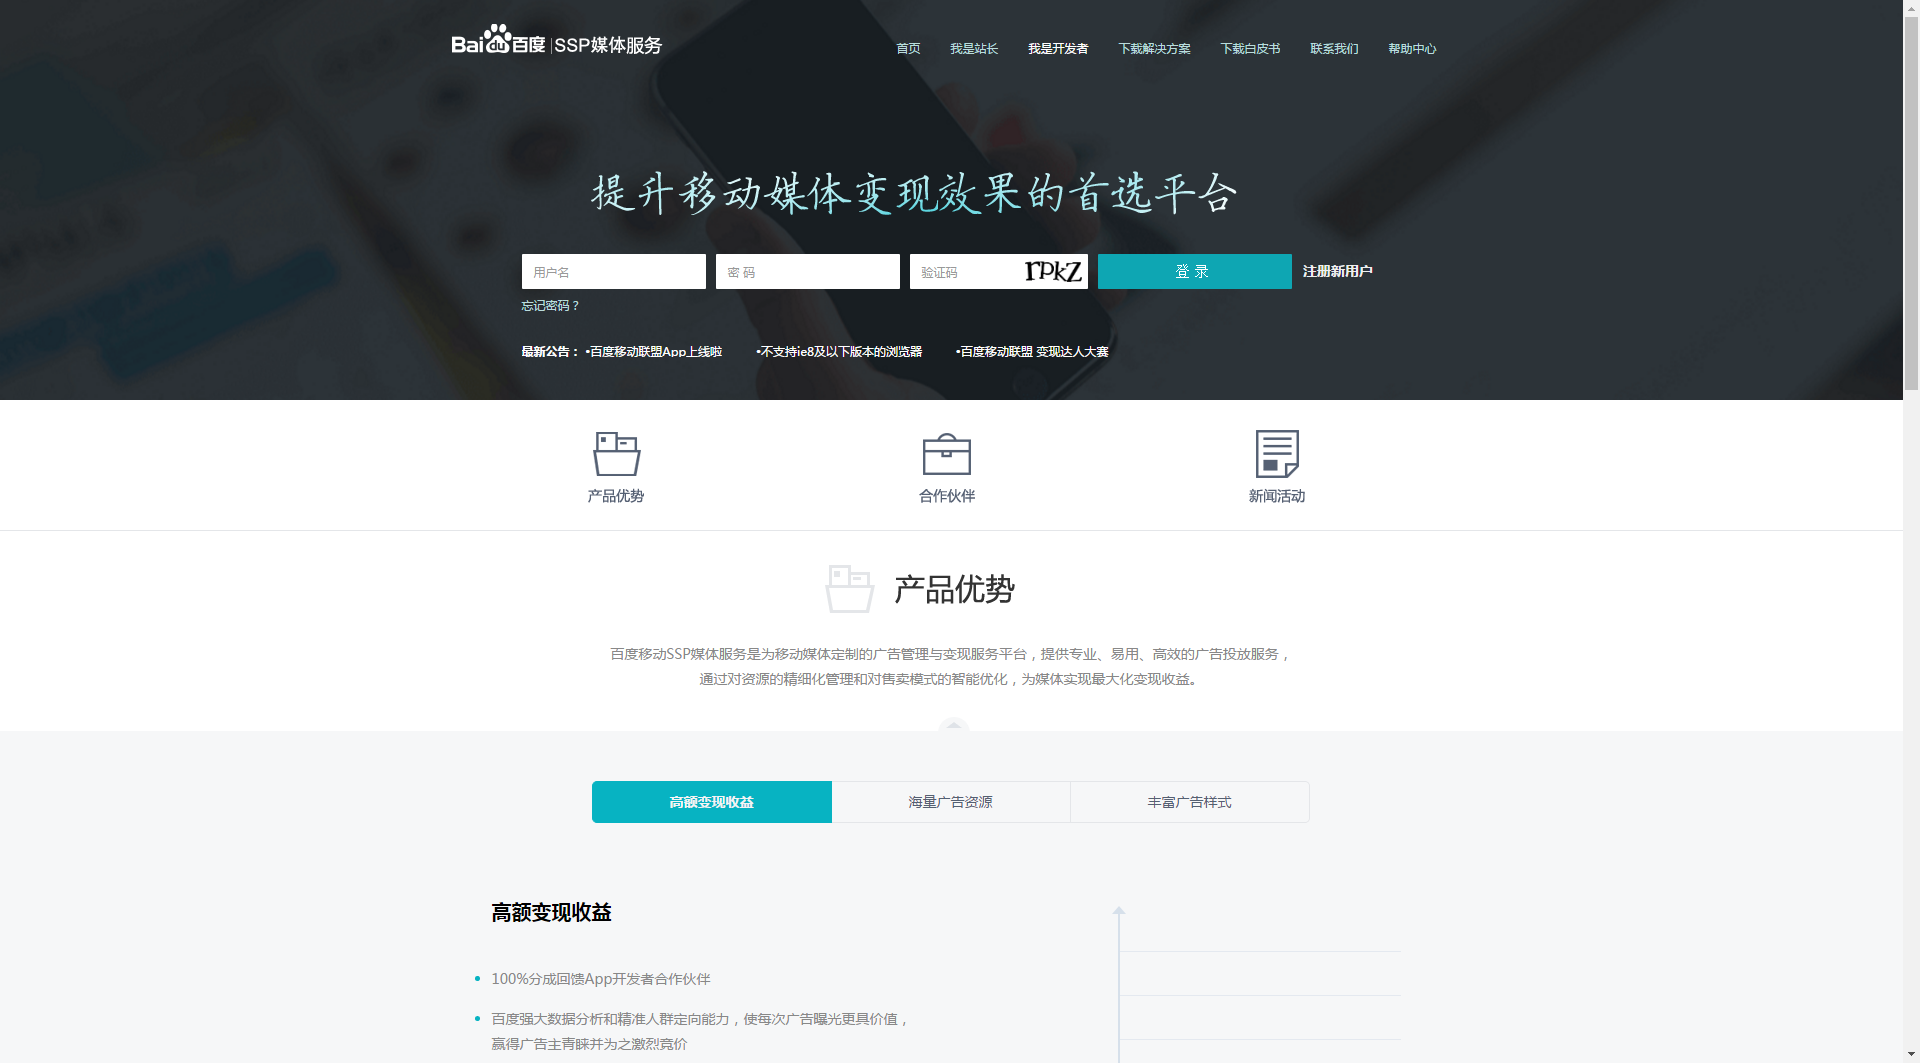 Baidu百度 | SSP媒体服务
首页 我是站长 我是开发者 下载解决方案 下载白皮书 联系我们 帮助中心
提升移动媒体变现效果的首选平台
用户名 密 码 验证码 rpkz 登 录 注册新用户
忘记密码？
最新公告： •百度移动联盟App上线啦 •不支持ie8及以下版本的浏览器 •百度移动联盟 变现达人大赛
产品优势 合作伙伴 新闻活动
产品优势
百度移动SSP媒体服务是为移动媒体定制的广告管理与变现服务平台，提供专业、易用、高效的广告投放服务，
通过对资源的精细化管理和对售卖模式的智能优化，为媒体实现最大化变现收益。
高额变现收益 海量广告资源 丰富广告样式
高额变现收益
100%分成回馈App开发者合作伙伴
百度强大数据分析和精准人群定向能力，使每次广告曝光更具价值，
赢得广告主青睐并为之激烈竞价